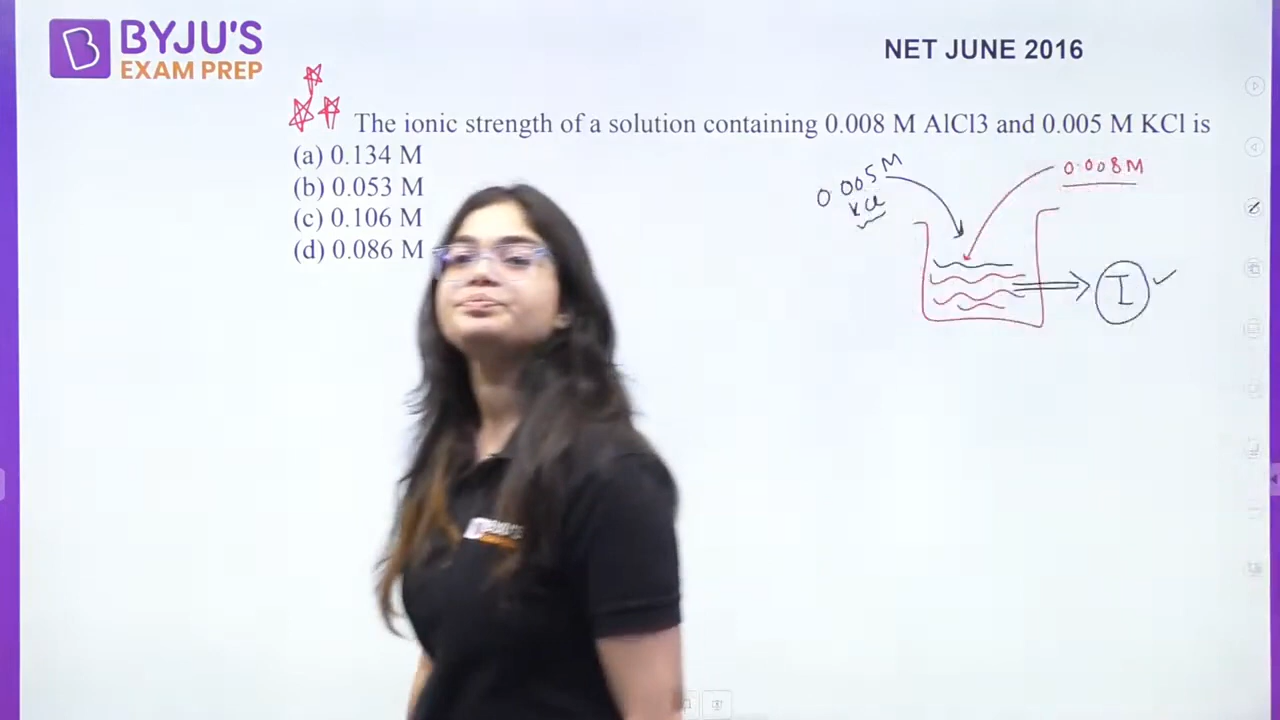 BYJU'S
EXAM PREP
NET JUNE 2016
The ionic strength of a solution containing 0.008 M AlCl3 and 0.005 M KCl is
(a) 0.134 M
(b) 0.053 M
(c) 0.106 M
(d) 0.086 M
0.005 M
KCl
0.008 M
I